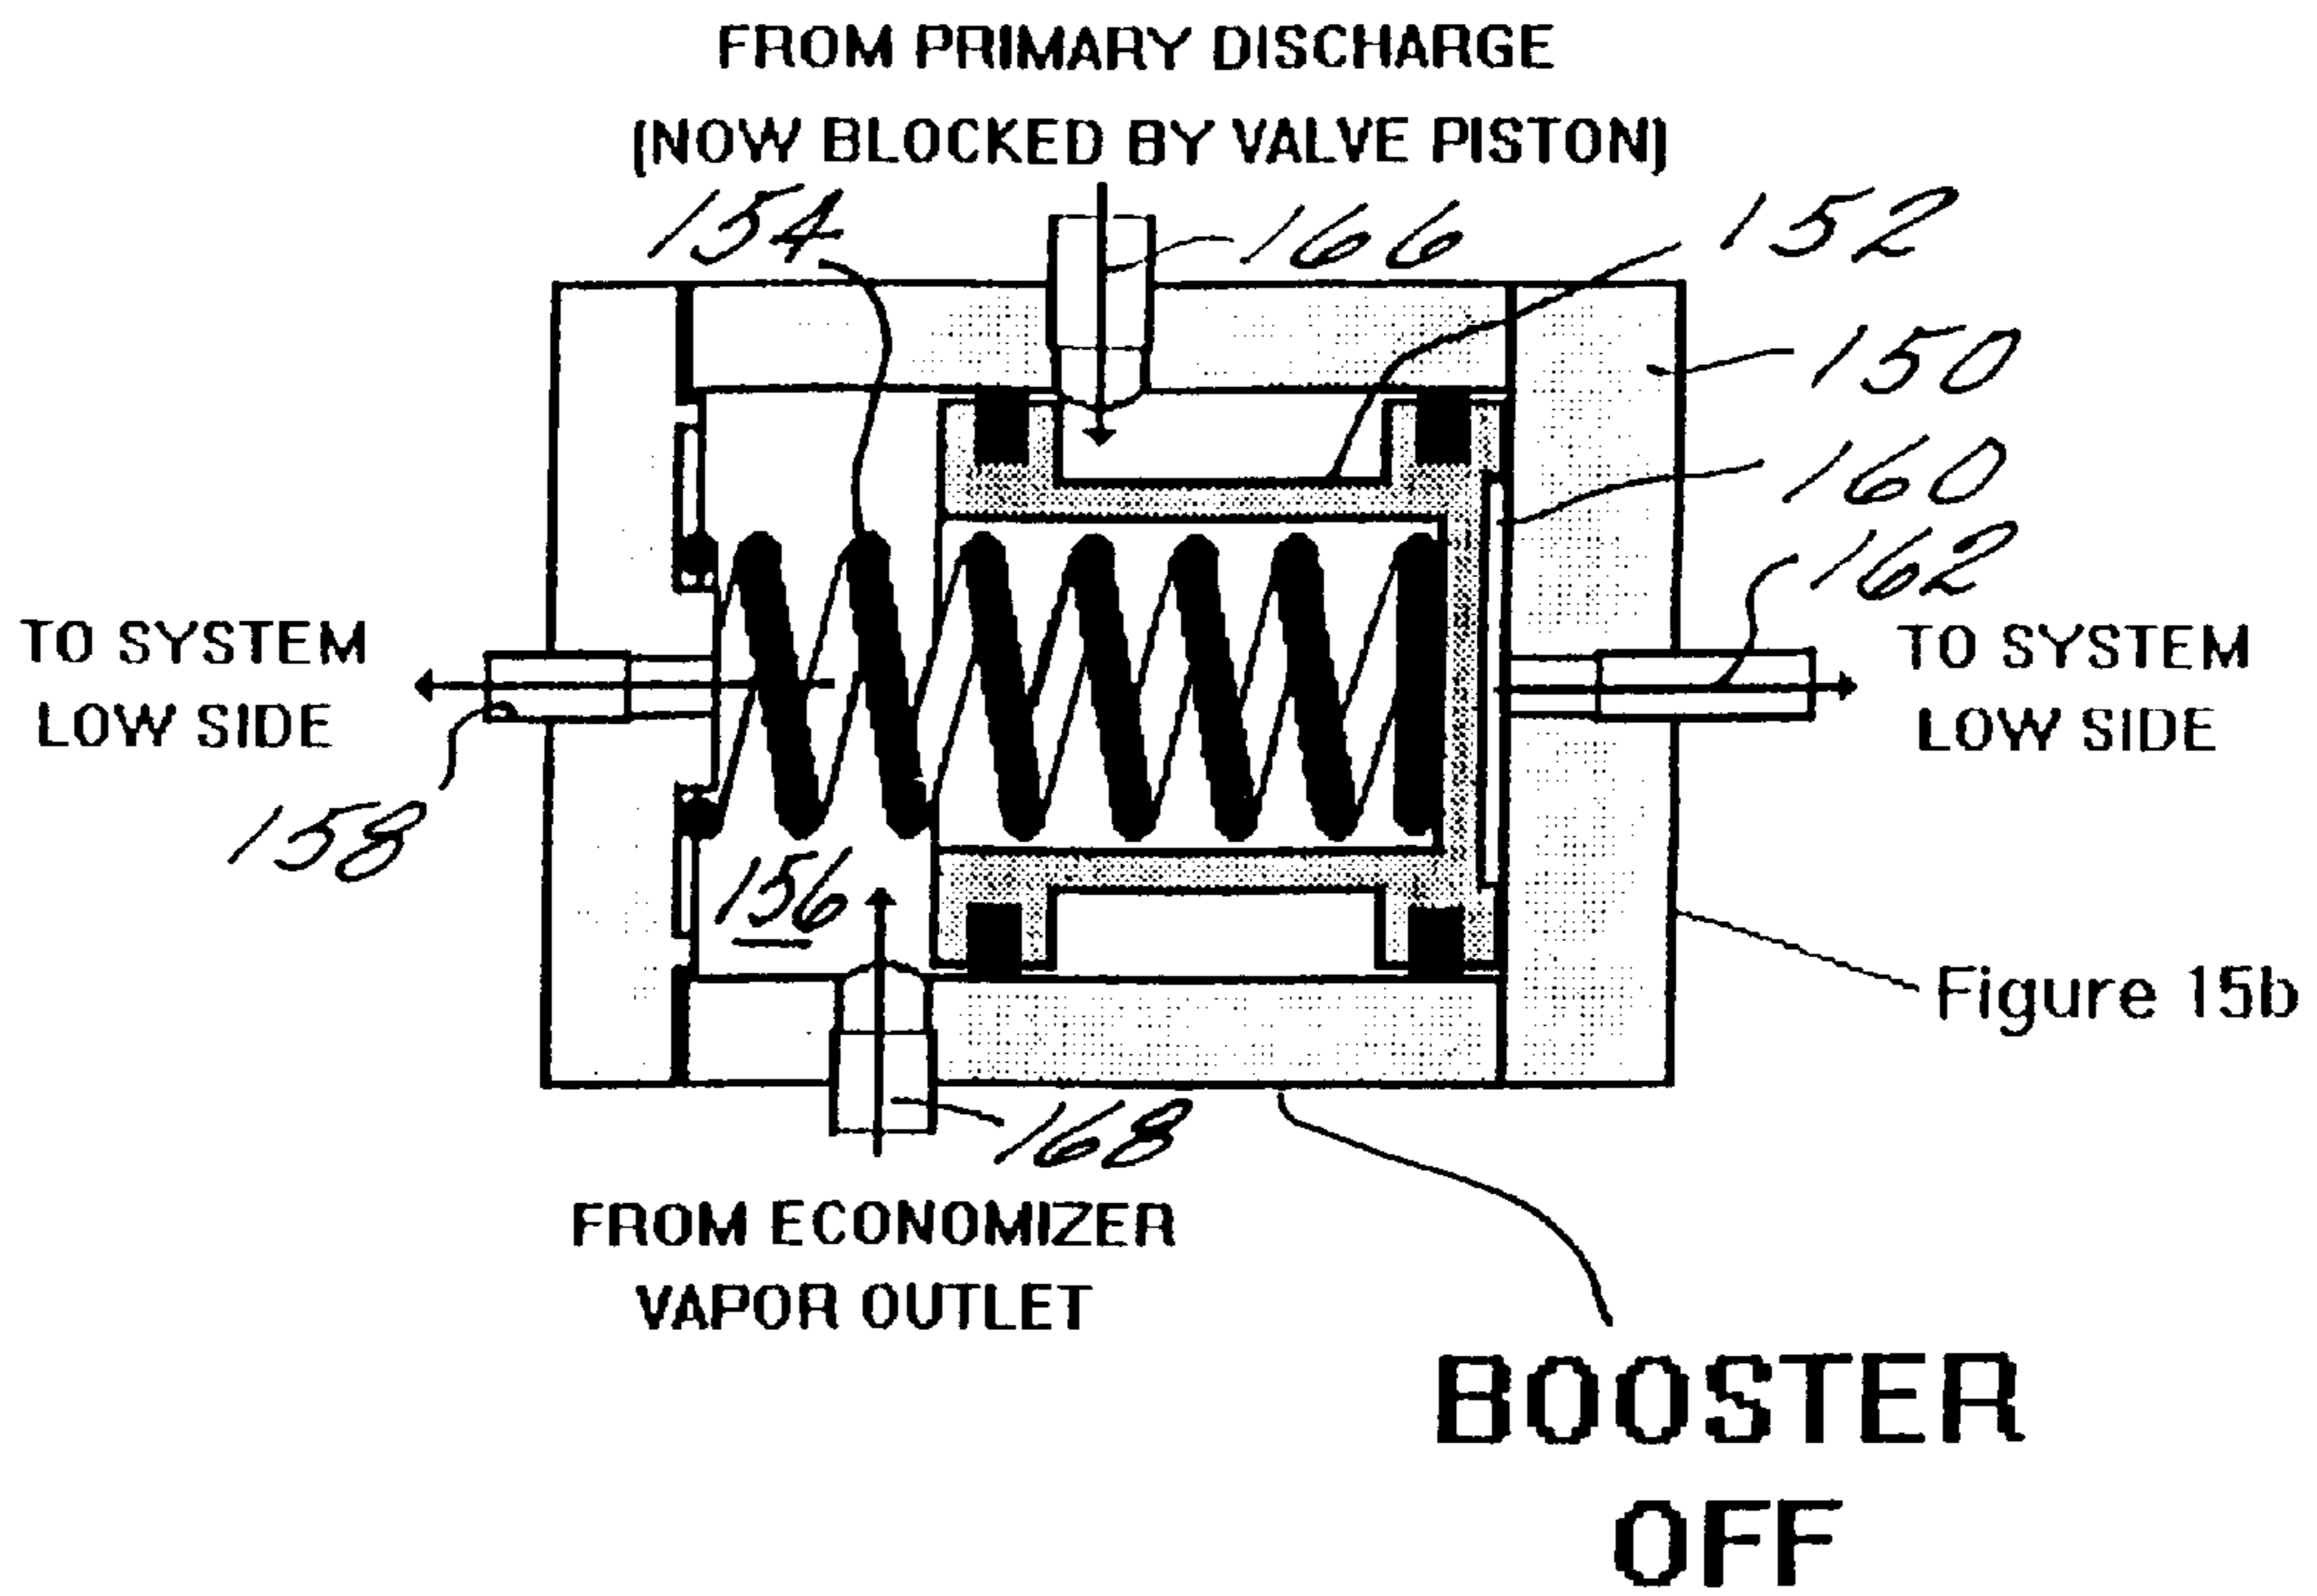 FROM PRIMARY DISCHARGE
(NOW BLOCKED BY VALVE PISTON)
154
166
152
150
160
162
TO SYSTEM
LOW SIDE
TO SYSTEM
LOW SIDE
158
156
Figure 15b
168
FROM ECONOMIZER
VAPOR OUTLET
BOOSTER
OFF